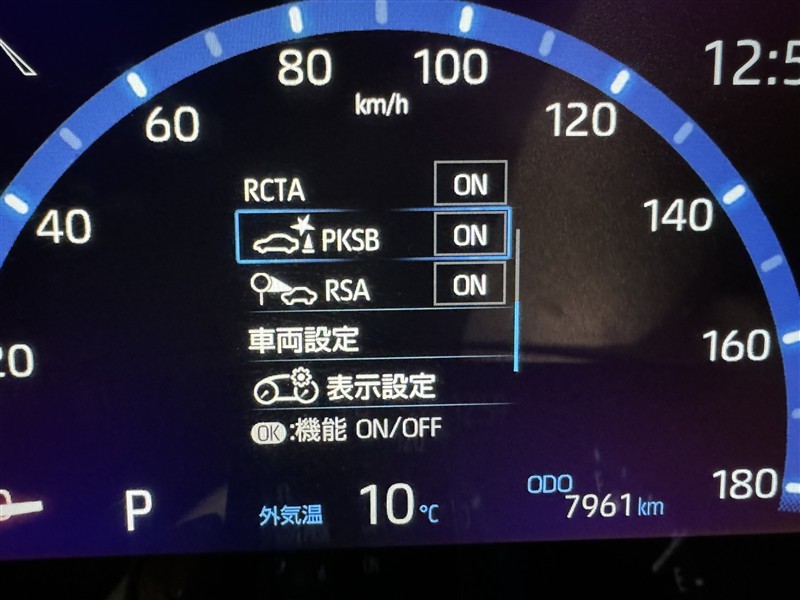 80 100
km/h
12:5
60 120
RCTA ON
40 PKSB ON 140
RSA ON
車両設定
20 160
表示設定
OK:機能 ON/OFF
180
P 外気温 10℃ ODO 7961km